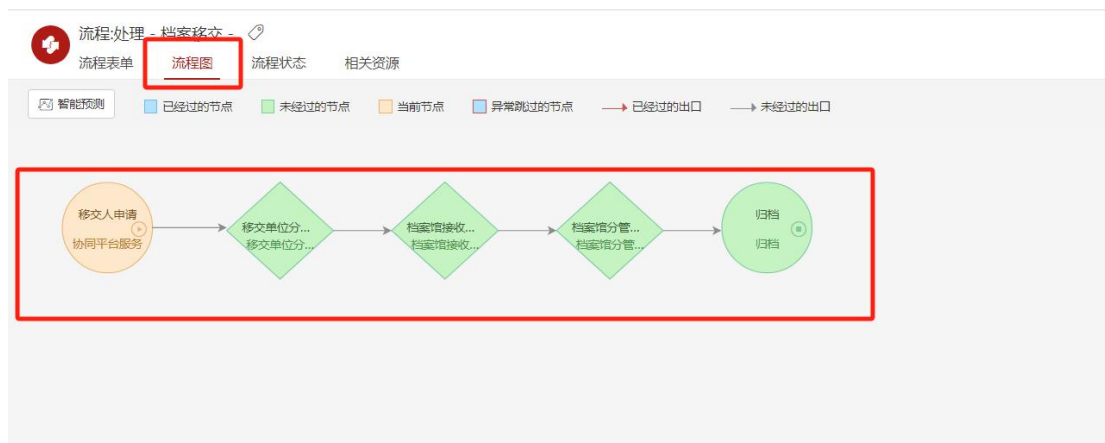 流程:处理 - 档案移交 -
流程表单 流程图 流程状态 相关资源
智能预测 已经过的节点 未经过的节点 当前节点 异常跳过的节点 已经过的出口 未经过的出口
移交人申请
协同平台服务
移交单位分...
移交单位分...
档案馆接收...
档案馆接收...
档案馆分管...
档案馆分管...
归档
归档